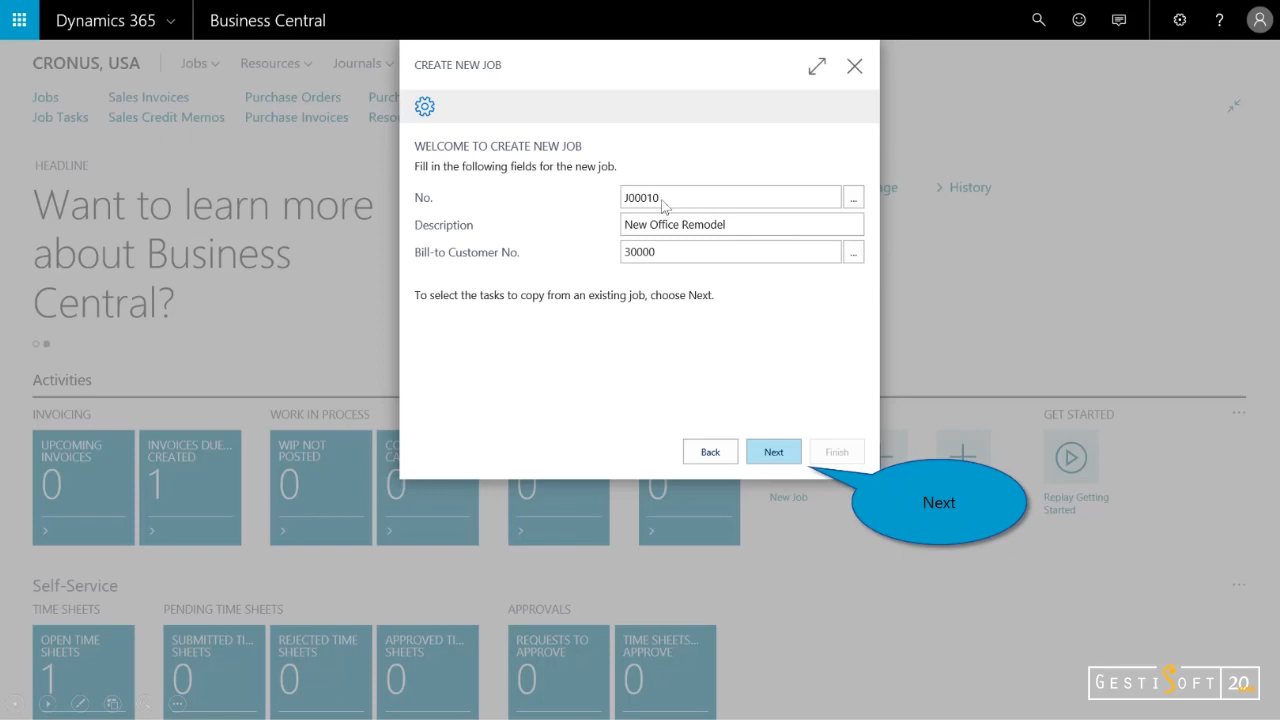 Dynamics 365
Business Central
CRONUS, USA
Jobs
Resources
Journals
Jobs
Sales Invoices
Purchase Orders
Job Tasks
Sales Credit Memos
Purchase Invoices
HEADLINE
Want to learn more
about Business
Central?
History
CREATE NEW JOB
WELCOME TO CREATE NEW JOB
Fill in the following fields for the new job.
No.
J00010
...
Description
New Office Remodel
Bill-to Customer No.
30000
...
To select the tasks to copy from an existing job, choose Next.
Back
Next
Finish
Next
Activities
INVOICING
WORK IN PROCESS
GET STARTED
UPCOMING
INVOICES
0
INVOICES DUE...
CREATED
1
WIP NOT
POSTED
0
0
0
0
New Job
Replay Getting
Started
Self-Service
TIME SHEETS
PENDING TIME SHEETS
APPROVALS
OPEN TIME
SHEETS
1
SUBMITTED TI...
SHEETS
0
REJECTED TIME
SHEETS
0
APPROVED TI...
SHEETS
0
REQUESTS TO
APPROVE
0
TIME SHEETS...
APPROVE
0
GESTISOFT 20